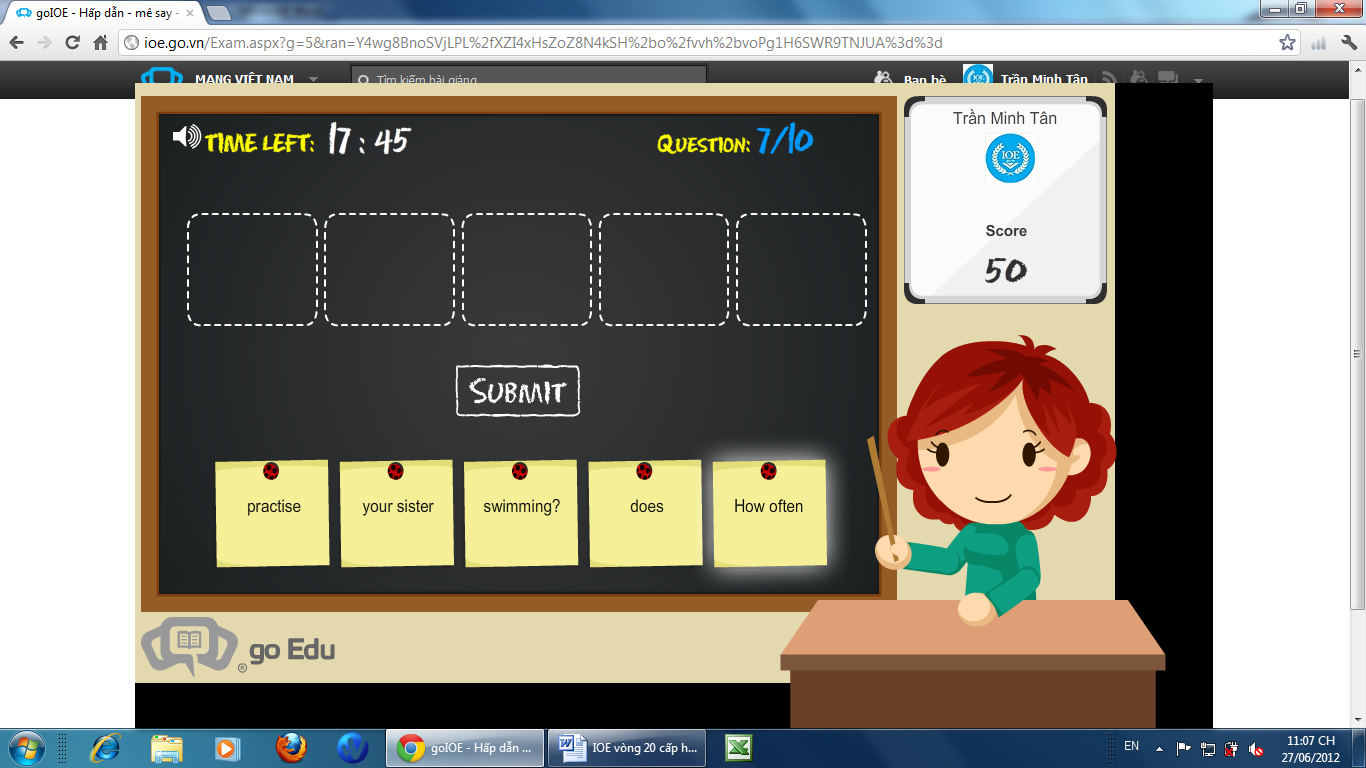 goIOE - Hấp dẫn - mê say -
ioe.go.vn/Exam.aspx?g=5&ran=Y4wg8BnoSVjLPL%2fXZI4xHsZoZ8N4kSH%2bo%2fvvh%2bvoPg1H6SWR9TNJUA%3d%3d
MẠNG VIỆT NAM
Tìm kiếm bài giảng
Bạn bè
Trần Minh Tân
TIME LEFT: 17 : 45
QUESTION: 7/10
Trần Minh Tân
IOE
Score
50
SUBMIT
practise
your sister
swimming?
does
How often
go Edu
goIOE - Hấp dẫn ...
IOE vòng 20 cấp h...
EN
11:07 CH
27/06/2012